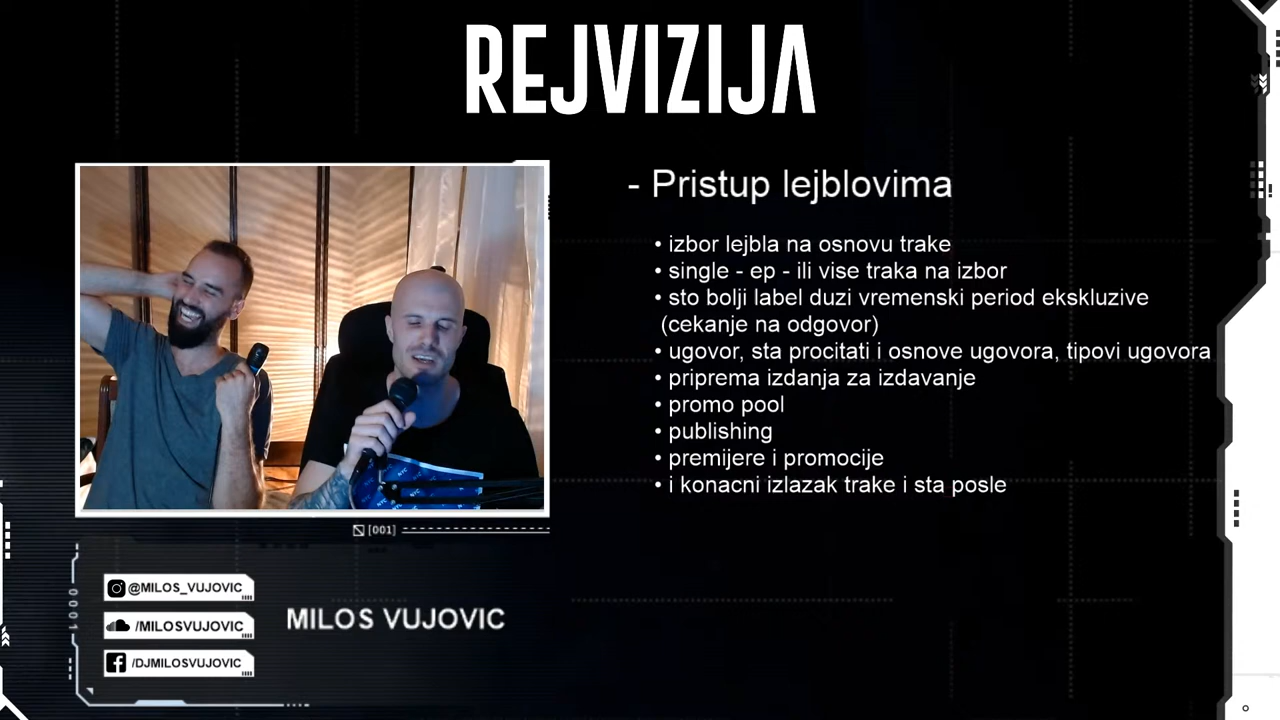 REJVIZIJA
- Pristup lejblovima
• izbor lejbla na osnovu trake
• single - ep - ili vise traka na izbor
• sto bolji label duzi vremenski period ekskluzive
(cekanje na odgovor)
• ugovor, sta procitati i osnove ugovora, tipovi ugovora
• priprema izdanja za izdavanje
• promo pool
• publishing
• premijere i promocije
• i konacni izlazak trake i sta posle
NYC
[001]
0001
@MILOS_VUJOVIC
/MILOSVUJOVIC
/DJMILOSVUJOVIC
MILOS VUJOVIC